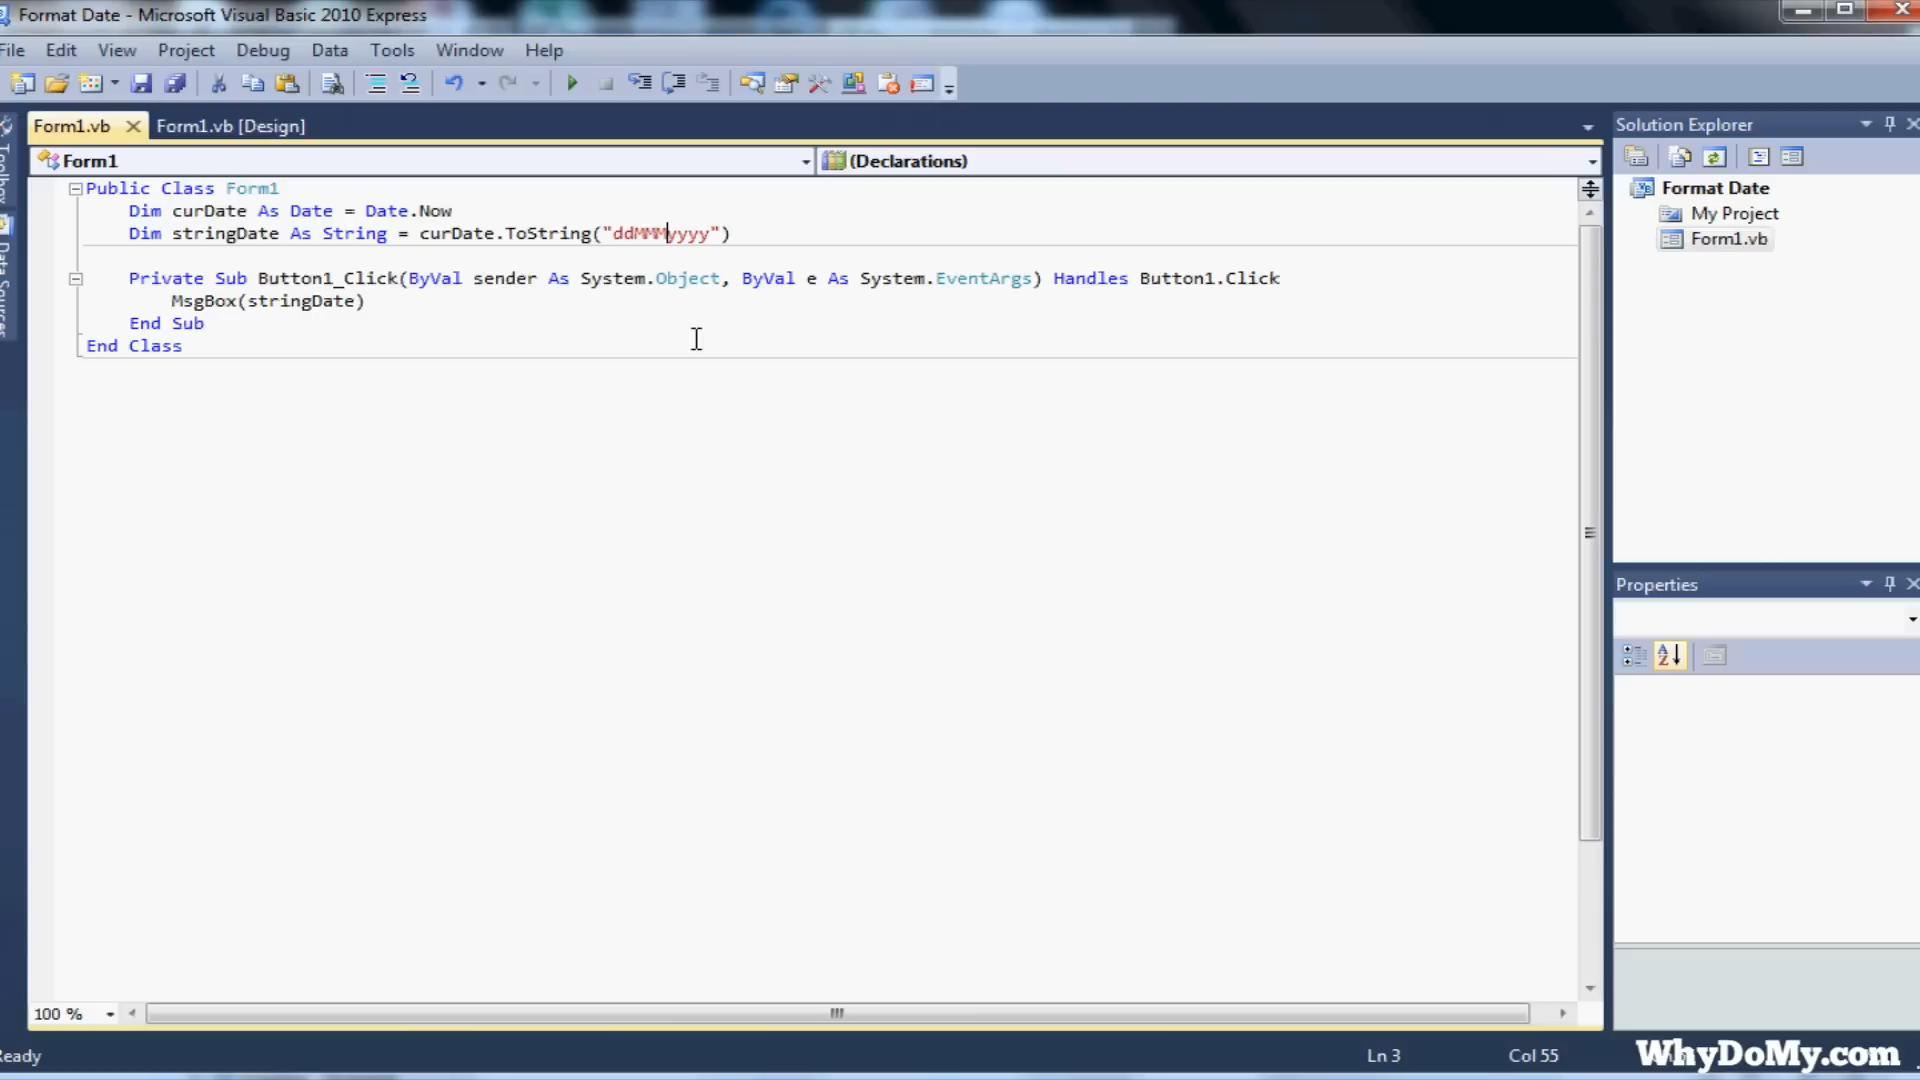 Format Date - Microsoft Visual Basic 2010 Express
File Edit View Project Debug Data Tools Window Help
Form1.vb Form1.vb [Design]
Form1 (Declarations)
Public Class Form1
Dim curDate As Date = Date.Now
Dim stringDate As String = curDate.ToString("ddMMMyyyy")
Private Sub Button1_Click(ByVal sender As System.Object, ByVal e As System.EventArgs) Handles Button1.Click
MsgBox(stringDate)
End Sub
End Class
Toolbox
Data Sources
Solution Explorer
Format Date
My Project
Form1.vb
Properties
100 %
Ready Ln 3 Col 55
WhyDoMy.com